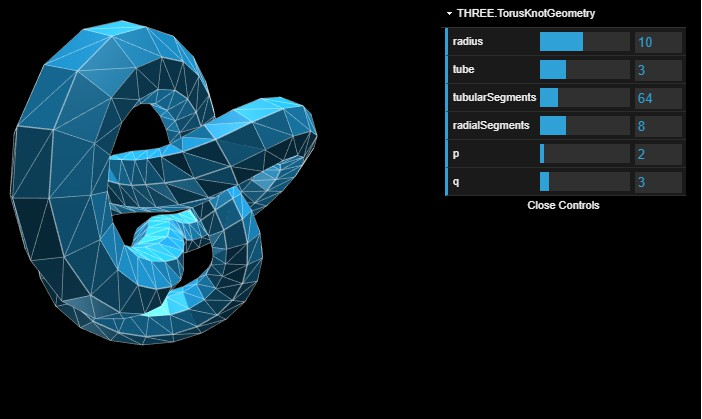 THREE.TorusKnotGeometry
radius 10
tube 3
tubularSegments 64
radialSegments 8
p 2
q 3
Close Controls